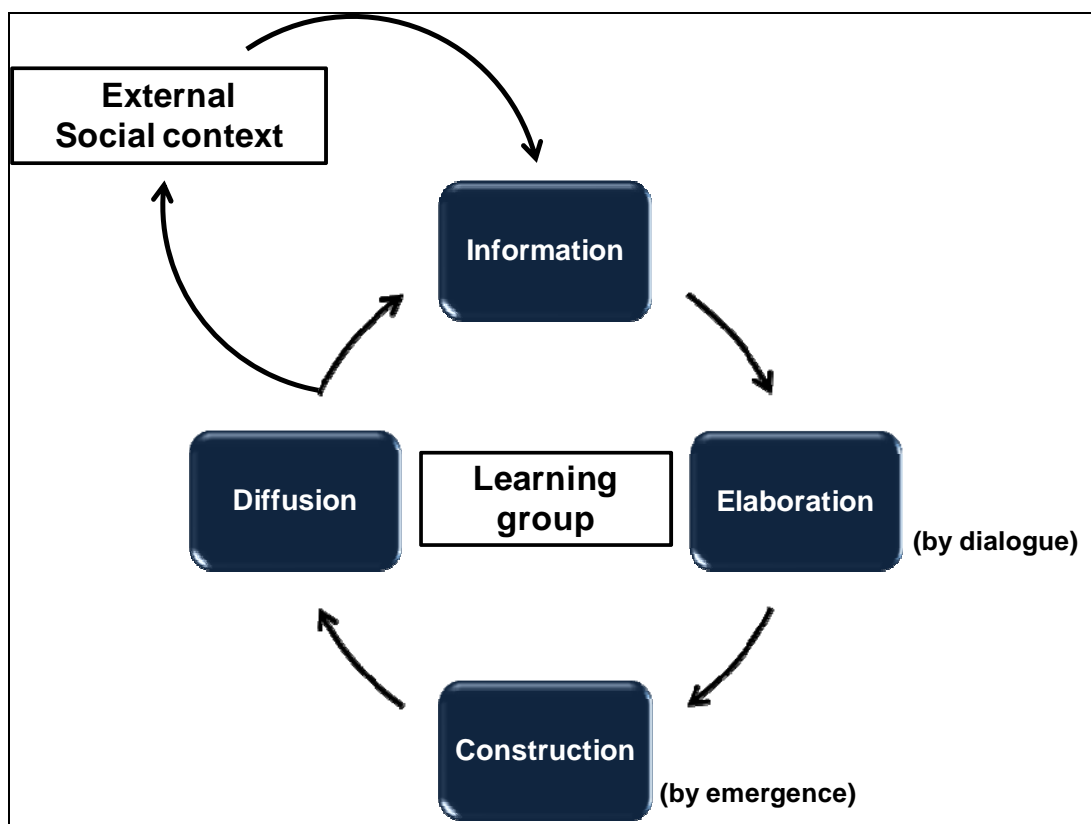 External
Social context
Information
Diffusion
Learning
group
Elaboration
(by dialogue)
Construction
(by emergence)